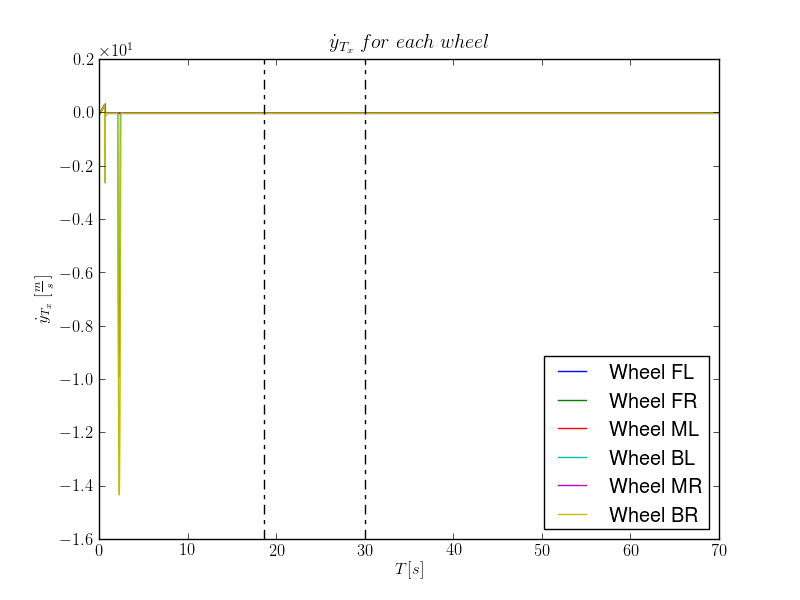 ẏ_{T_x} for each wheel
×10¹
0.2
0.0
−0.2
−0.4
−0.6
−0.8
−1.0
−1.2
−1.4
−1.6
ẏ_{T_x} [m/s]
0 10 20 30 40 50 60 70
T[s]
Wheel FL
Wheel FR
Wheel ML
Wheel BL
Wheel MR
Wheel BR